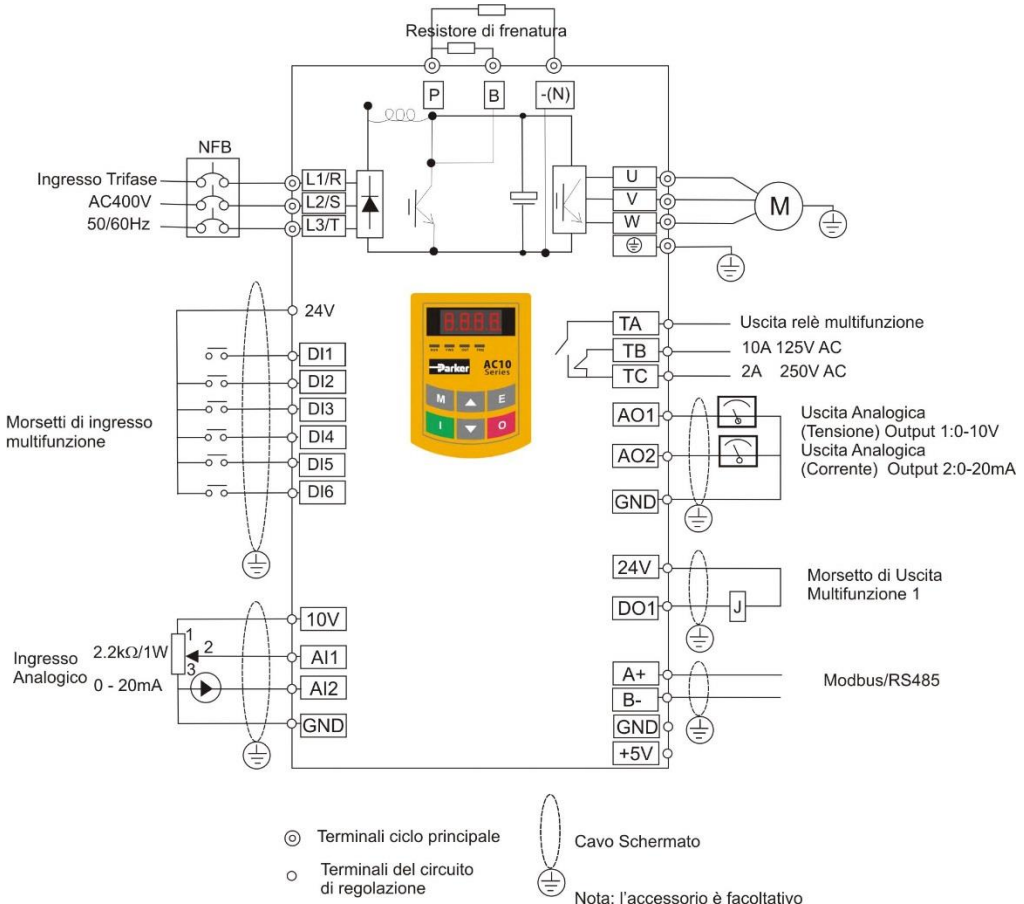 Resistore di frenatura
P
B
-(N)
NFB
Ingresso Trifase
AC400V
50/60Hz
L1/R
L2/S
L3/T
U
V
W
M
24V
DI1
DI2
DI3
DI4
DI5
DI6
Morsetti di ingresso
multifunzione
8.8.8.8.
Parker
AC10
Series
M
E
I
O
TA
TB
TC
Uscita relè multifunzione
10A 125V AC
2A 250V AC
AO1
AO2
GND
Uscita Analogica
(Tensione) Output 1:0-10V
Uscita Analogica
(Corrente) Output 2:0-20mA
24V
DO1
J
Morsetto di Uscita
Multifunzione 1
Ingresso
Analogico
2.2kΩ/1W
0 - 20mA
1
2
3
10V
AI1
AI2
GND
A+
B-
GND
+5V
Modbus/RS485
Terminali ciclo principale
Terminali del circuito
di regolazione
Cavo Schermato
Nota: l'accessorio è facoltativo